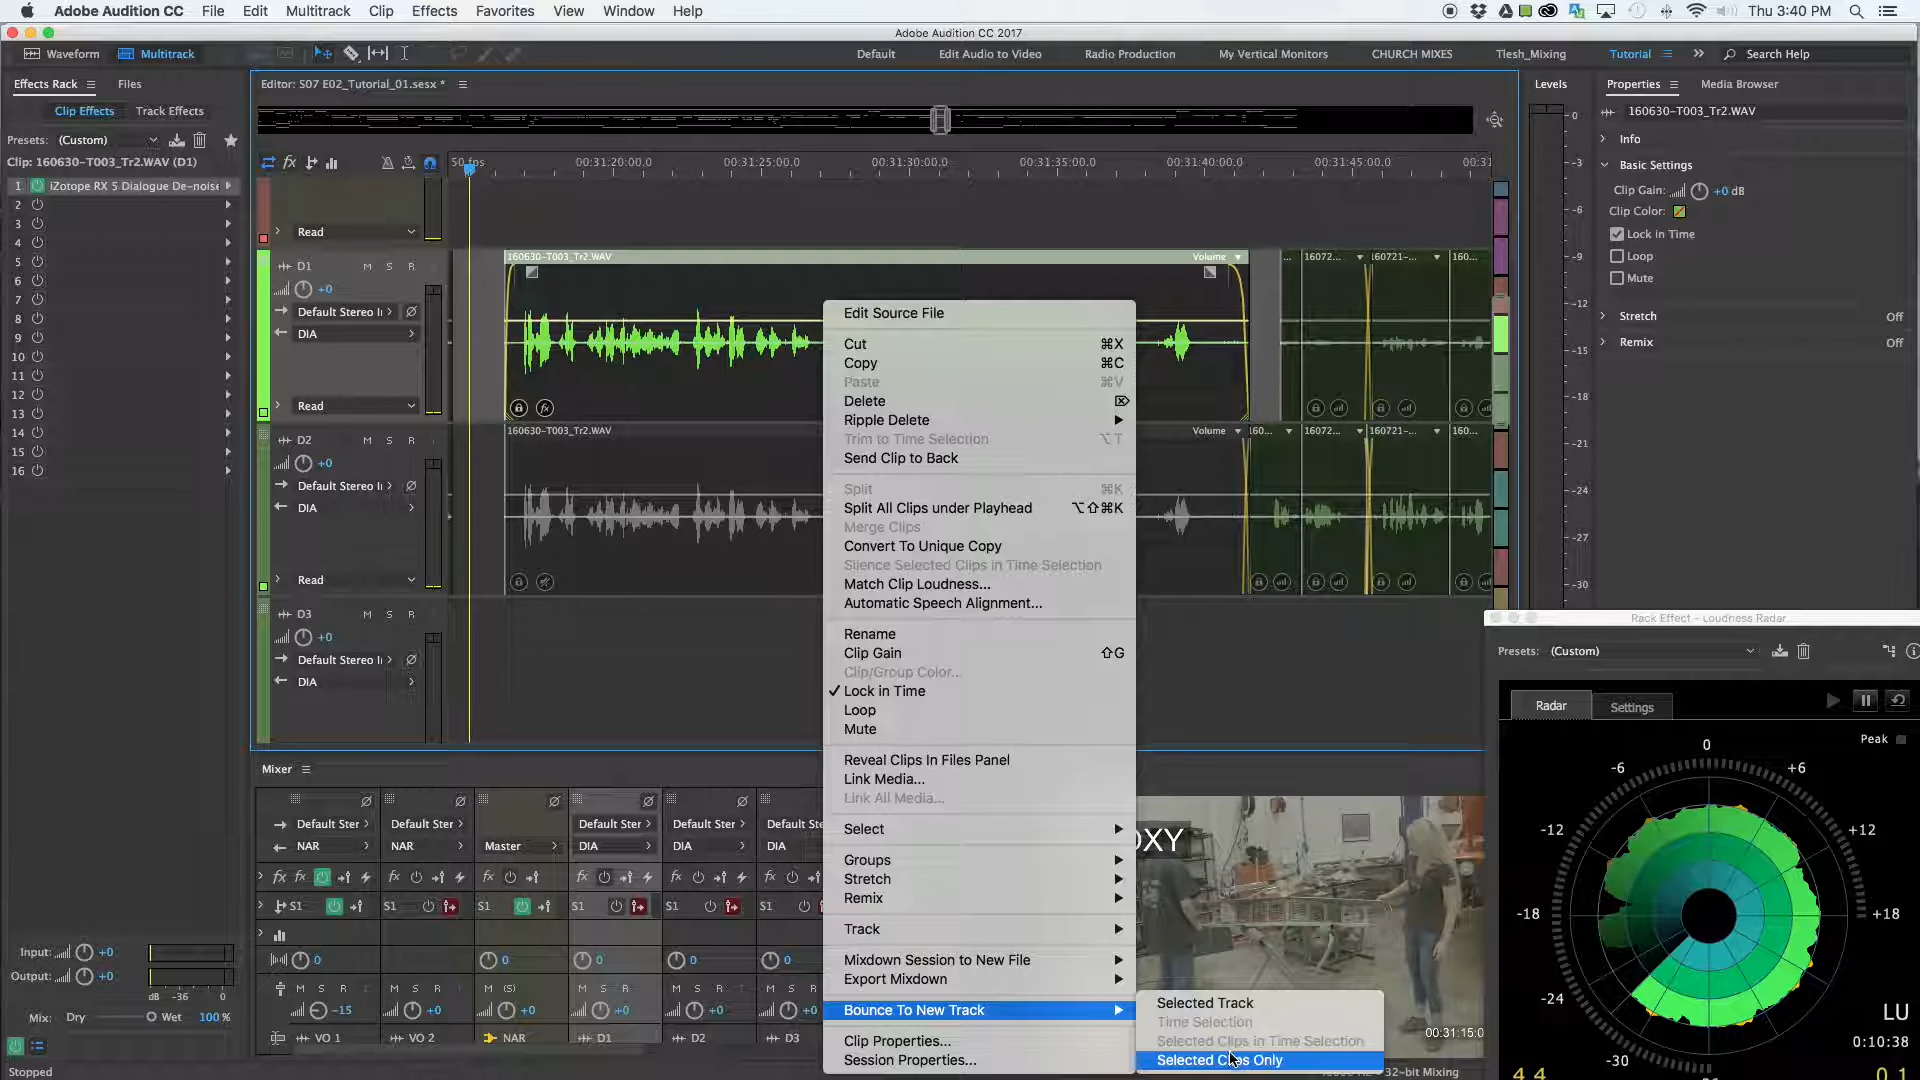 Adobe Audition CC File Edit Multitrack Clip Effects Favorites View Window Help Thu 3:40 PM
Adobe Audition CC 2017
Waveform Multitrack Default Edit Audio to Video Radio Production My Vertical Monitors CHURCH MIXES Tlesh_Mixing Tutorial Search Help
Effects Rack Files
Clip Effects Track Effects
Presets: (Custom)
Clip: 160630-T003_Tr2.WAV (D1)
1 iZotope RX 5 Dialogue De-noise
2
3
4
5
6
7
8
9
10
11
12
13
14
15
16
Input: +0
Output: +0
dB -36 0
Mix: Dry Wet 100 %
Stopped
Editor: S07 E02_Tutorial_01.sesx *
50 fps 00:31:20:00.0 00:31:25:00.0 00:31:30:00.0 00:31:35:00.0 00:31:40:00.0 00:31:45:00.0 00:31
Read
D1 M S R
+0
Default Stereo I
DIA
Read
160630-T003_Tr2.WAV Volume ... 16072... 160721-... 160...
D2 M S R
+0
Default Stereo I
DIA
Read
160630-T003_Tr2.WAV Volume 160... 16072... 160721-... 160...
D3 M S R
+0
Default Stereo I
DIA
Edit Source File
Cut ⌘X
Copy ⌘C
Paste ⌘V
Delete ⌦
Ripple Delete
Trim to Time Selection ⌥T
Send Clip to Back
Split ⌘K
Split All Clips under Playhead ⌥⇧⌘K
Merge Clips
Convert To Unique Copy
Silence Selected Clips in Time Selection
Match Clip Loudness...
Automatic Speech Alignment...
Rename
Clip Gain ⇧G
Clip/Group Color...
✓ Lock in Time
Loop
Mute
Reveal Clips In Files Panel
Link Media...
Link All Media...
Select
Groups
Stretch
Remix
Track
Mixdown Session to New File
Export Mixdown
Bounce To New Track
Clip Properties...
Session Properties...
Selected Track
Time Selection
Selected Clips in Time Selection
Selected Clips Only
Mixer
Default Ster Default Ster Default Ster Default Ster Default Ster
NAR NAR Master DIA DIA DIA
fx fx fx fx fx fx fx
S1 S1 S1 S1 S1 S1
0 0 0 0 0
M S R M S R M S M S R M S R M S R
-15 +0 +0 +0 +0
VO 1 VO 2 NAR D1 D2 D3
OXY
00:31:15:0
32-bit Mixing
Levels
0
-3
-6
-9
-12
-15
-18
-21
-24
-27
-30
Properties Media Browser
160630-T003_Tr2.WAV
Info
Basic Settings
Clip Gain: +0 dB
Clip Color:
Lock in Time
Loop
Mute
Stretch Off
Remix Off
Rack Effect - Loudness Radar
Presets: (Custom)
Radar Settings
Peak
0
-6 +6
-12 +12
-18 +18
-24
-30
LU
0:10:38